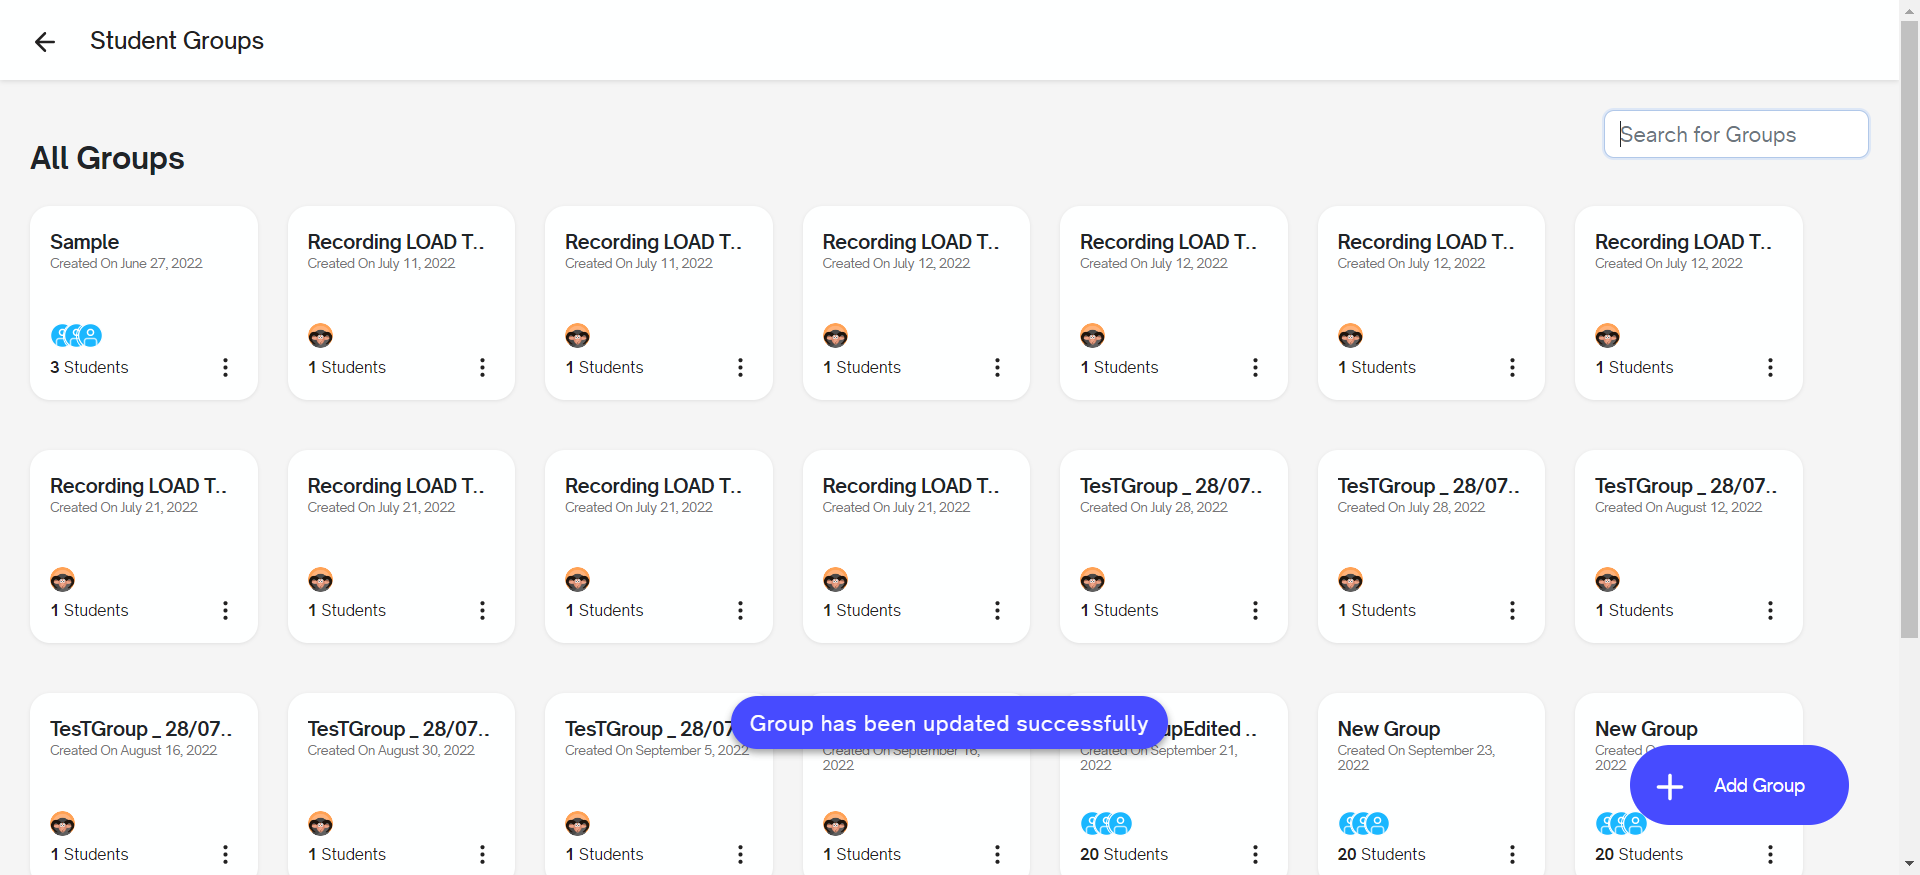 Student Groups
Search for Groups
All Groups
Sample
Created On June 27, 2022
3 Students
Recording LOAD T..
Created On July 11, 2022
1 Students
Recording LOAD T..
Created On July 11, 2022
1 Students
Recording LOAD T..
Created On July 12, 2022
1 Students
Recording LOAD T..
Created On July 12, 2022
1 Students
Recording LOAD T..
Created On July 12, 2022
1 Students
Recording LOAD T..
Created On July 12, 2022
1 Students
Recording LOAD T..
Created On July 21, 2022
1 Students
Recording LOAD T..
Created On July 21, 2022
1 Students
Recording LOAD T..
Created On July 21, 2022
1 Students
Recording LOAD T..
Created On July 21, 2022
1 Students
TesTGroup _ 28/07..
Created On July 28, 2022
1 Students
TesTGroup _ 28/07..
Created On July 28, 2022
1 Students
TesTGroup _ 28/07..
Created On August 12, 2022
1 Students
TesTGroup _ 28/07..
Created On August 16, 2022
1 Students
TesTGroup _ 28/07..
Created On August 30, 2022
1 Students
TesTGroup _ 28/07
Created On September 5, 2022
1 Students
Group has been updated successfully
Created On September 16,
2022
1 Students
upEdited ..
Created On September 21,
2022
20 Students
New Group
Created On September 23,
2022
20 Students
New Group
Created
2022
20 Students
Add Group